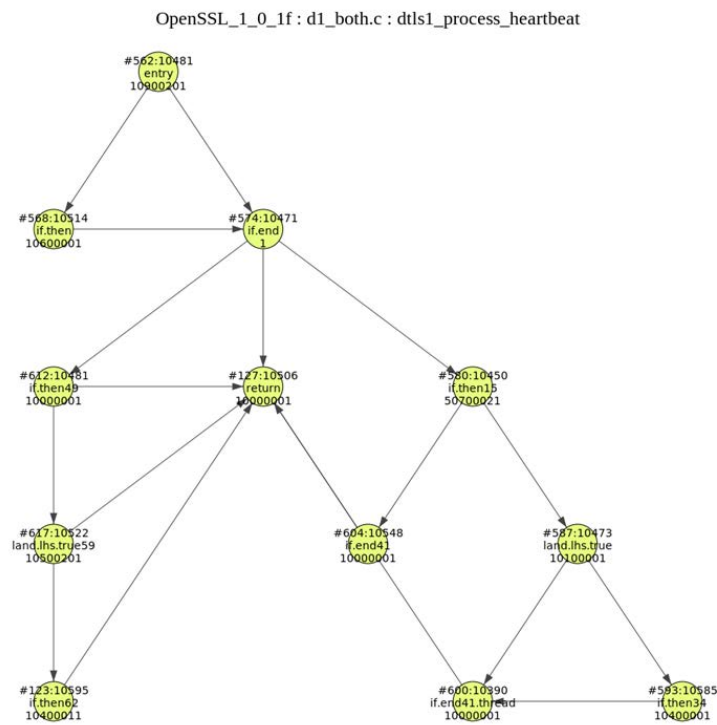 OpenSSL_1_0_1f : d1_both.c : dtls1_process_heartbeat
#562:10481
entry
10900201
#568:10514
if.then
10600001
#574:10471
if.end
1
#612:10481
if.then49
10000001
#127:10506
return
10000001
#580:10450
if.then15
50700021
#617:10522
land.lhs.true59
10500201
#604:10548
if.end41
10000001
#587:10473
land.lhs.true
10100001
#123:10595
if.then62
10400011
#600:10390
if.end41.thread
10000001
#593:10585
if.then34
10400001